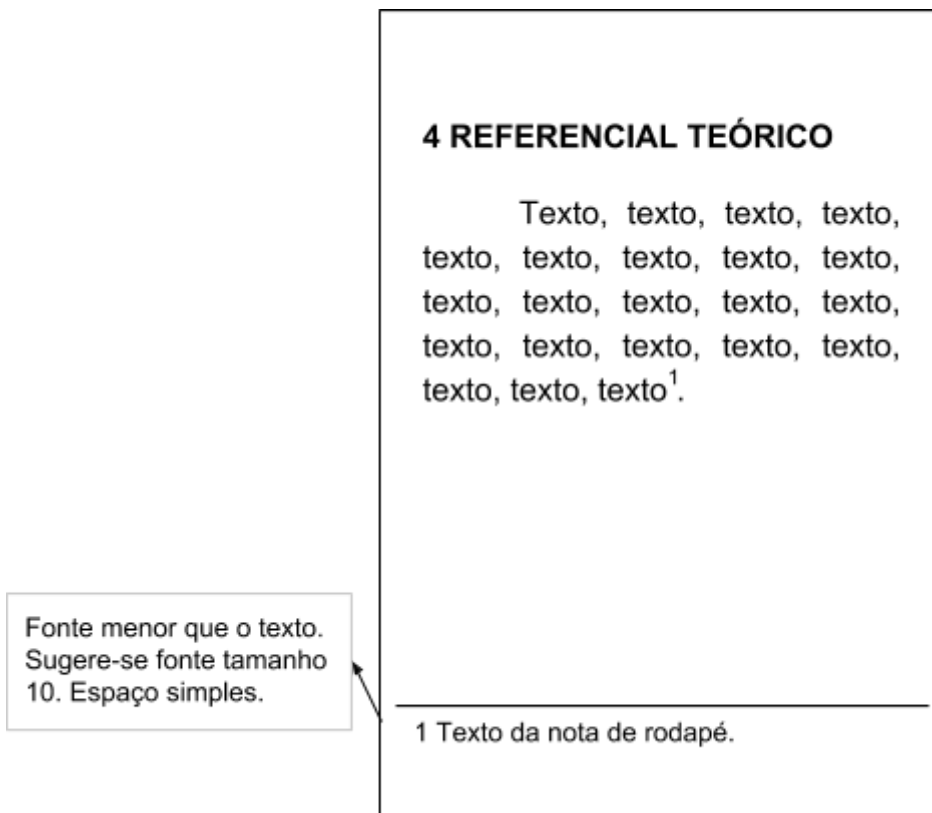 4 REFERENCIAL TEÓRICO
Texto, texto, texto, texto,
texto, texto, texto, texto, texto,
texto, texto, texto, texto, texto,
texto, texto, texto, texto, texto,
texto, texto, texto¹.
Fonte menor que o texto.
Sugere-se fonte tamanho
10. Espaço simples.
1 Texto da nota de rodapé.